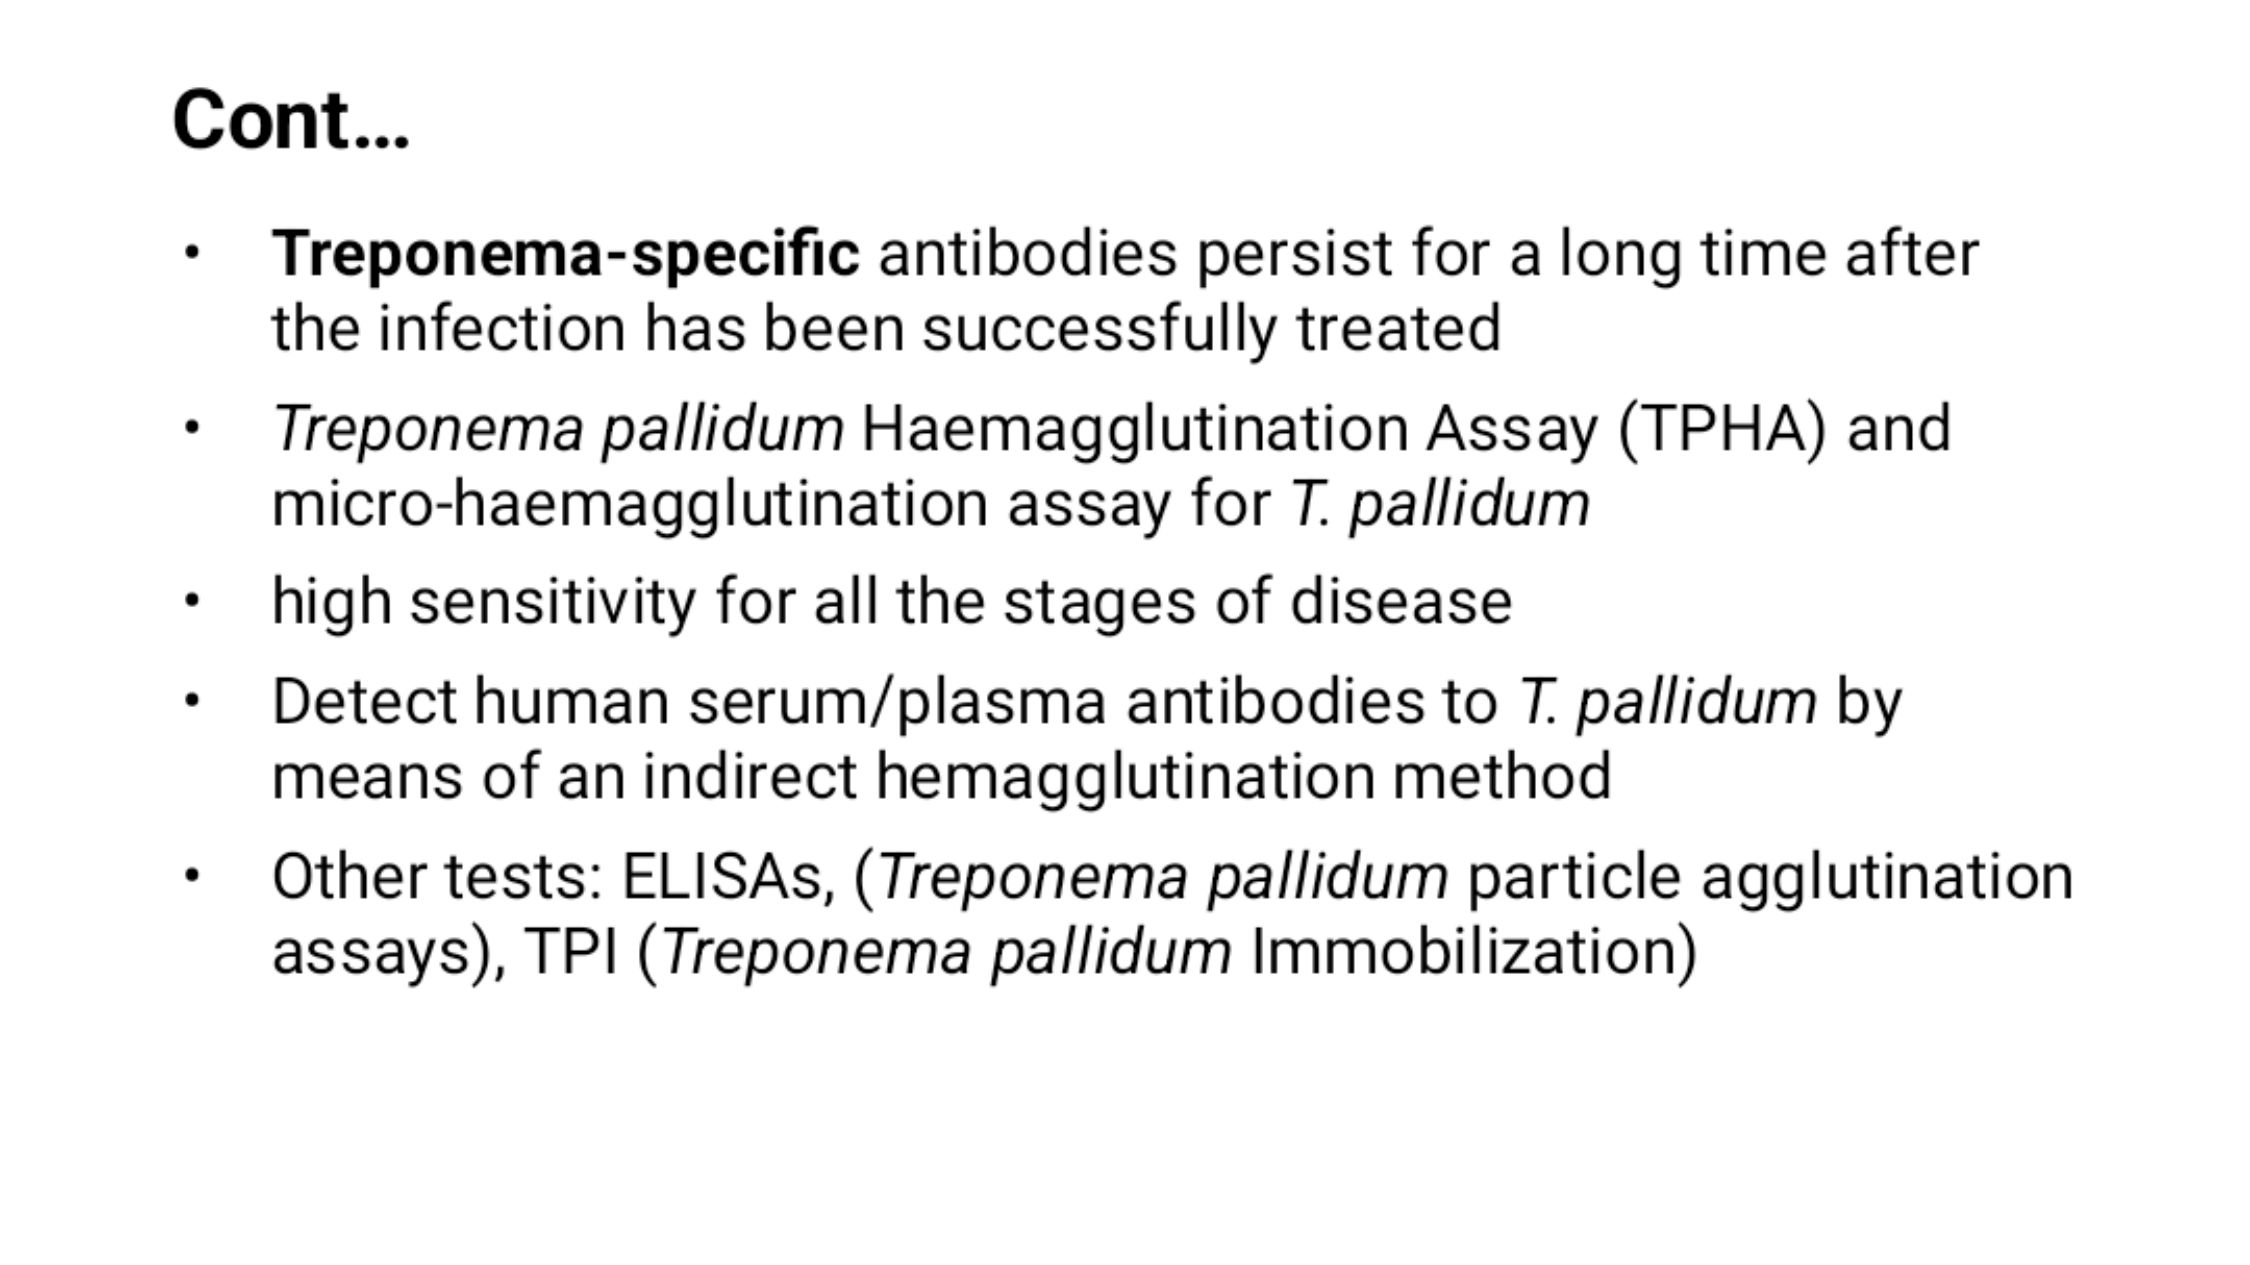 Cont...
• Treponema-specific antibodies persist for a long time after
the infection has been successfully treated
• Treponema pallidum Haemagglutination Assay (TPHA) and
micro-haemagglutination assay for T. pallidum
• high sensitivity for all the stages of disease
• Detect human serum/plasma antibodies to T. pallidum by
means of an indirect hemagglutination method
• Other tests: ELISAs, (Treponema pallidum particle agglutination
assays), TPI (Treponema pallidum Immobilization)